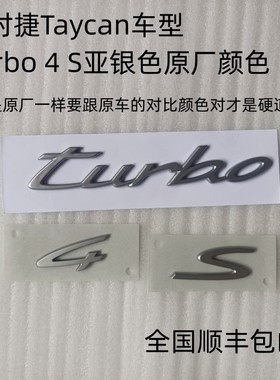 时捷Taycan车型
rbo 4 S亚银色原厂颜色
是原厂一样要跟原车的对比颜色对才是硬道
turbo
4 S
全国顺丰包